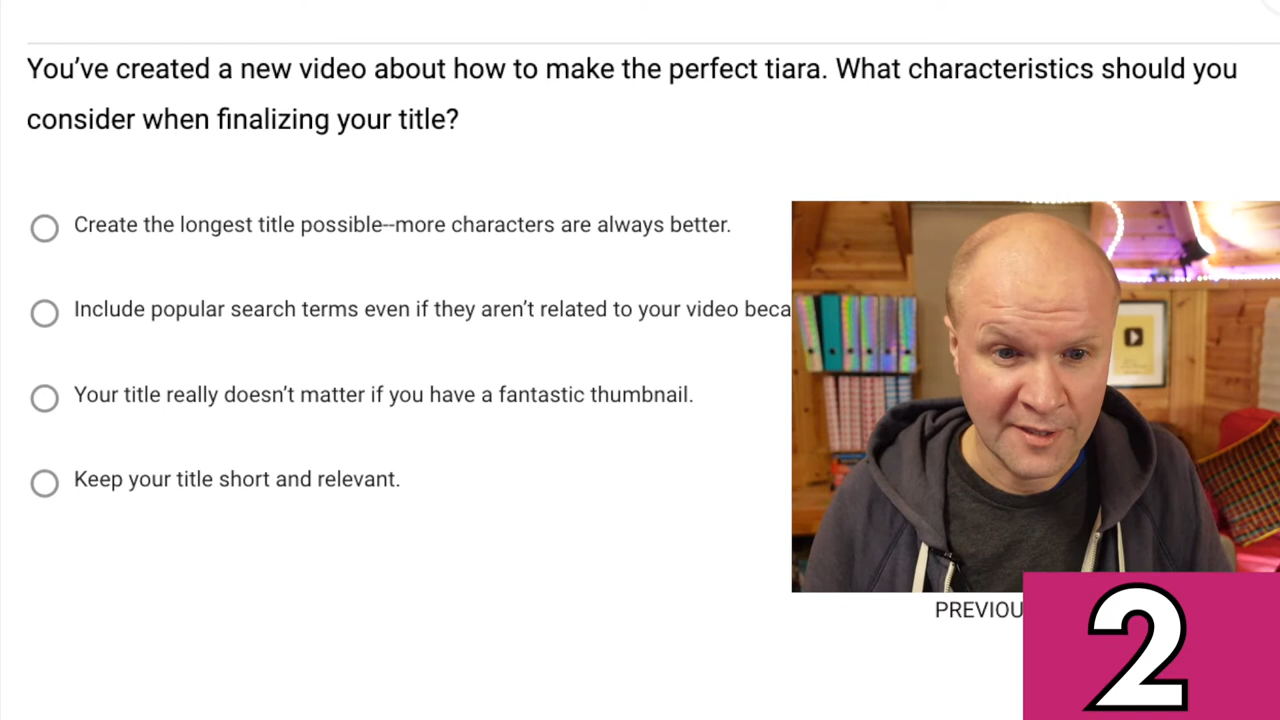 You’ve created a new video about how to make the perfect tiara. What characteristics should you
consider when finalizing your title?
Create the longest title possible--more characters are always better.
Include popular search terms even if they aren’t related to your video beca
Your title really doesn’t matter if you have a fantastic thumbnail.
Keep your title short and relevant.
PREVIOU
2